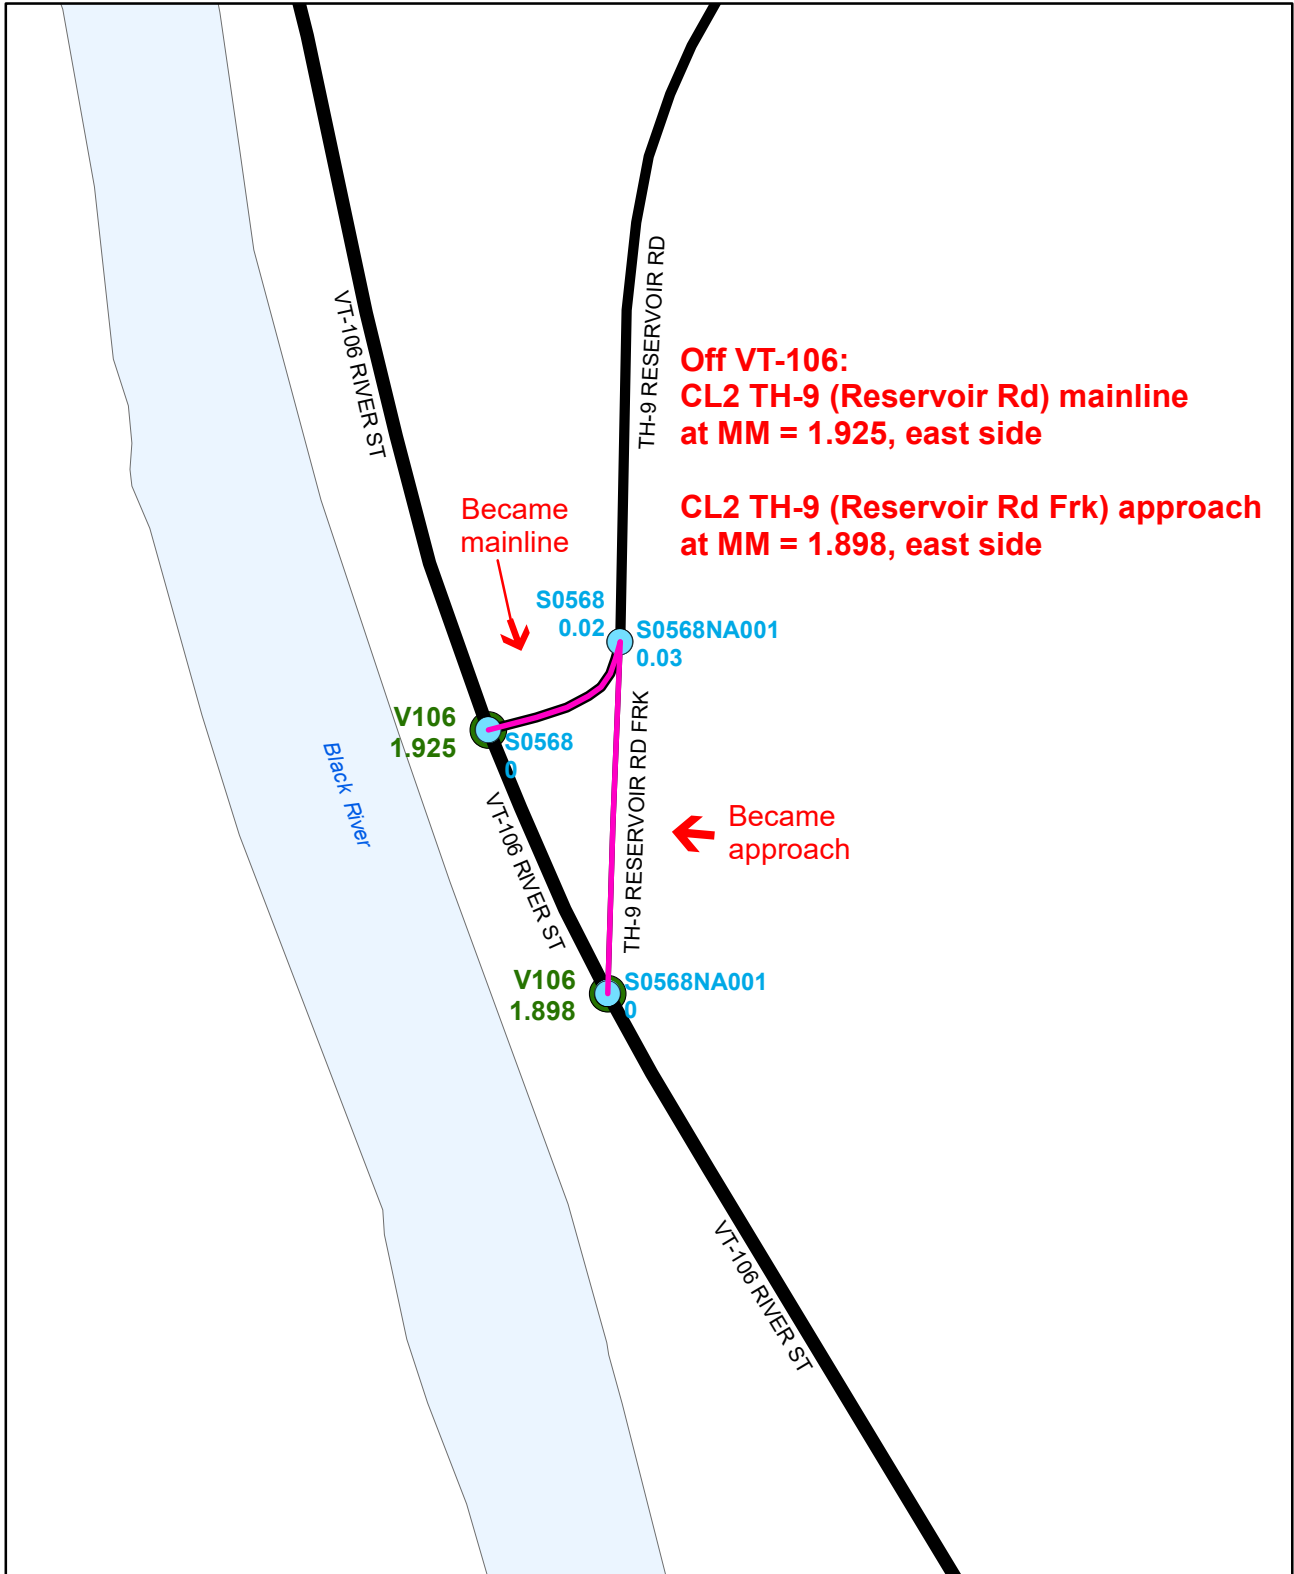 VT-106 RIVER ST
TH-9 RESERVOIR RD
Off VT-106:
CL2 TH-9 (Reservoir Rd) mainline
at MM = 1.925, east side
CL2 TH-9 (Reservoir Rd Frk) approach
at MM = 1.898, east side
Became
mainline
S0568
0.02
S0568NA001
0.03
V106
1.925
S0568
0
Black River
VT-106 RIVER ST
TH-9 RESERVOIR RD FRK
Became
approach
V106
1.898
S0568NA001
0
VT-106 RIVER ST